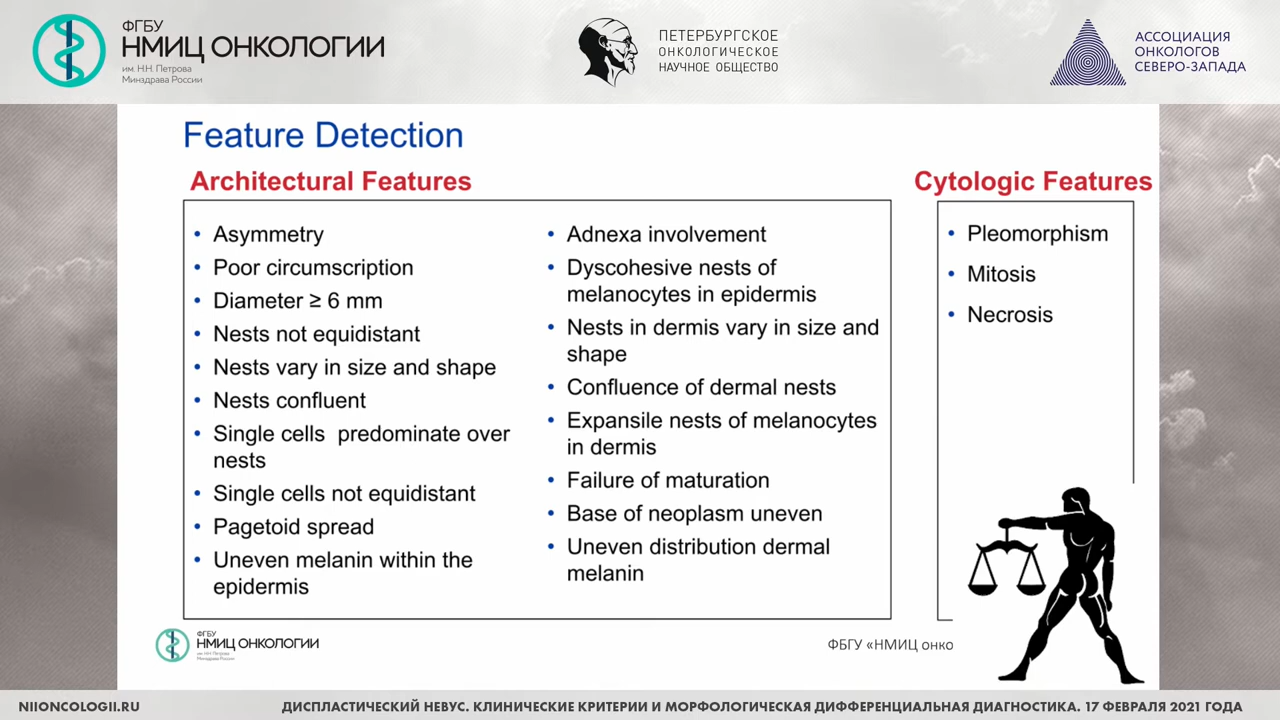 ФГБУ
НМИЦ ОНКОЛОГИИ
им. Н.Н. Петрова
Минздрава России
ПЕТЕРБУРГСКОЕ
ОНКОЛОГИЧЕСКОЕ
НАУЧНОЕ ОБЩЕСТВО
АССОЦИАЦИЯ
ОНКОЛОГОВ
СЕВЕРО-ЗАПАДА
Feature Detection
Architectural Features
• Asymmetry
• Poor circumscription
• Diameter ≥ 6 mm
• Nests not equidistant
• Nests vary in size and shape
• Nests confluent
• Single cells predominate over
nests
• Single cells not equidistant
• Pagetoid spread
• Uneven melanin within the
epidermis
• Adnexa involvement
• Dyscohesive nests of
melanocytes in epidermis
• Nests in dermis vary in size and
shape
• Confluence of dermal nests
• Expansile nests of melanocytes
in dermis
• Failure of maturation
• Base of neoplasm uneven
• Uneven distribution dermal
melanin
Cytologic Features
• Pleomorphism
• Mitosis
• Necrosis
ФГБУ
НМИЦ ОНКОЛОГИИ
им. Н.Н. Петрова
Минздрава России
ФБГУ «НМИЦ онко
NIIONCOLOGII.RU
ДИСПЛАСТИЧЕСКИЙ НЕВУС. КЛИНИЧЕСКИЕ КРИТЕРИИ И МОРФОЛОГИЧЕСКАЯ ДИФФЕРЕНЦИАЛЬНАЯ ДИАГНОСТИКА. 17 ФЕВРАЛЯ 2021 ГОДА